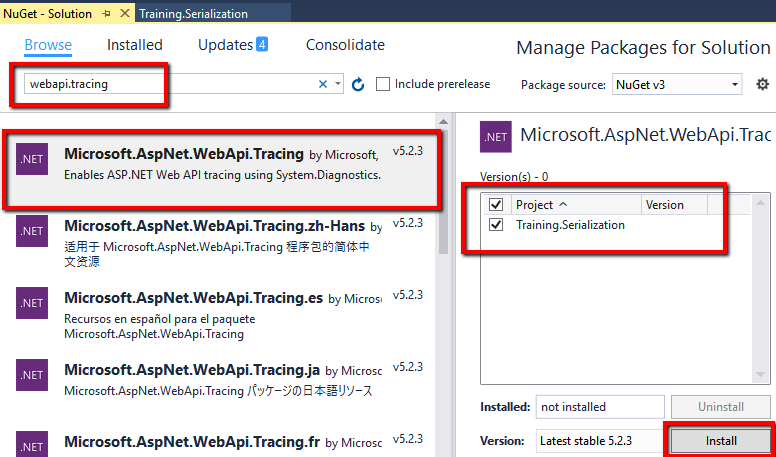 NuGet - Solution
Training.Serialization
Browse Installed Updates 4 Consolidate
Manage Packages for Solution
webapi.tracing
Include prerelease
Package source: NuGet v3
.NET
Microsoft.AspNet.WebApi.Tracing by Microsoft, v5.2.3
Enables ASP.NET Web API tracing using System.Diagnostics.
.NET
Microsoft.AspNet.WebApi.Tracing.zh-Hans by v5.2.3
适用于 Microsoft.AspNet.WebApi.Tracing 程序包的简体中
文资源
.NET
Microsoft.AspNet.WebApi.Tracing.es by Microsoft, v5.2.3
Recursos en español para el paquete
Microsoft.AspNet.WebApi.Tracing
.NET
Microsoft.AspNet.WebApi.Tracing.ja by Microsoft v5.2.3
Microsoft.AspNet.WebApi.Tracing パッケージの日本語リソース
.NET
Microsoft.AspNet.WebApi.Tracing.fr by Microsoft v5.2.3
.NET
Microsoft.AspNet.WebApi.Trac
Version(s) - 0
Project Version
Training.Serialization
Installed: not installed Uninstall
Version: Latest stable 5.2.3 Install